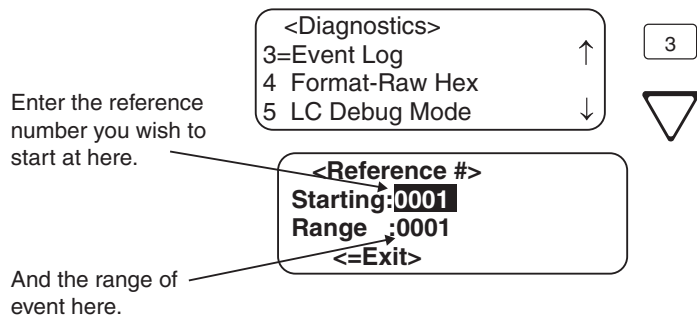 <Diagnostics>
3=Event Log ↑
4 Format-Raw Hex
5 LC Debug Mode ↓
3
Enter the reference
number you wish to
start at here.
<Reference #>
Starting:0001
Range :0001
<=Exit>
And the range of
event here.